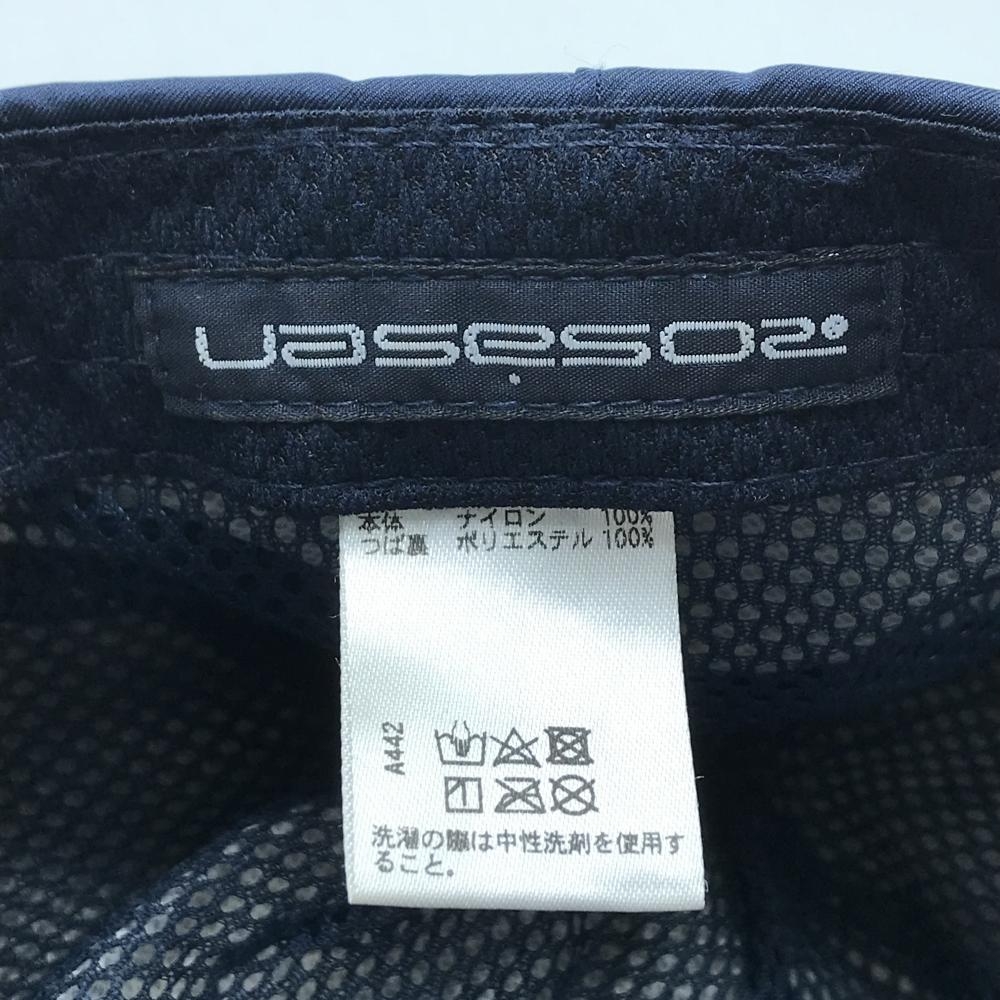 uasesos
本体 ナイロン 100%
つば裏 ポリエステル 100%
A442
洗濯の際は中性洗剤を使用す
ること.